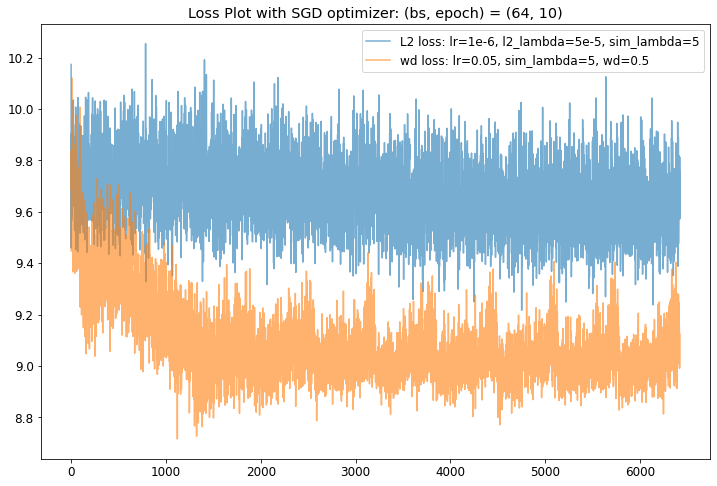 Loss Plot with SGD optimizer: (bs, epoch) = (64, 10)
L2 loss: lr=1e-6, l2_lambda=5e-5, sim_lambda=5
wd loss: lr=0.05, sim_lambda=5, wd=0.5
10.2
10.0
9.8
9.6
9.4
9.2
9.0
8.8
0 1000 2000 3000 4000 5000 6000